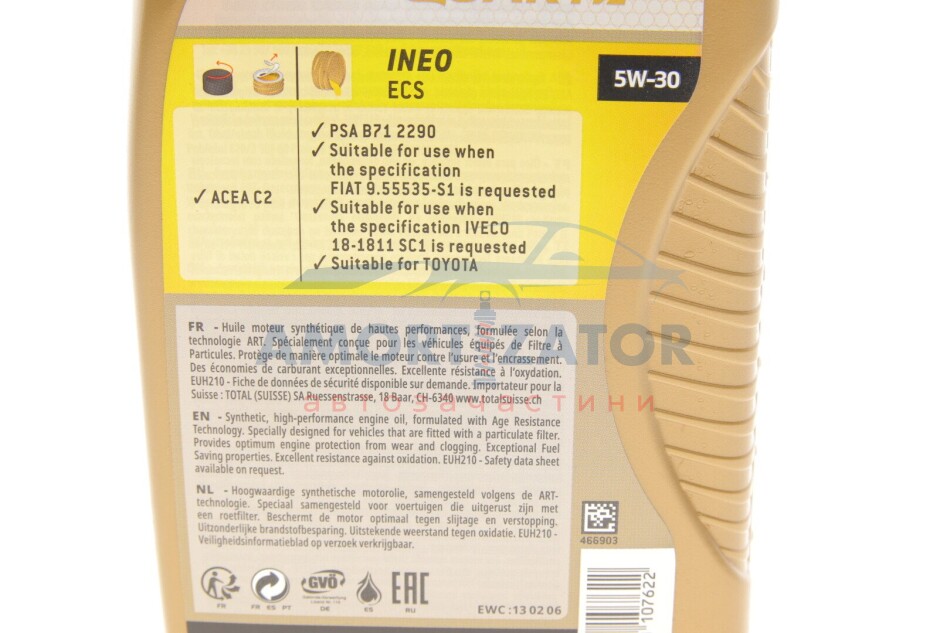 INEO
ECS
5W-30
✓ ACEA C2
✓ PSA B71 2290
✓ Suitable for use when
the specification
FIAT 9.55535-S1 is requested
✓ Suitable for use when
the specification IVECO
18-1811 SC1 is requested
✓ Suitable for TOYOTA
AMORTIZATOR
автозапчастини
FR - Huile moteur synthétique de hautes performances, formulée selon la
technologie ART. Spécialement conçue pour les véhicules équipés de Filtre à
Particules. Protège de manière optimale le moteur contre l'usure et l'encrassement.
Des économies de carburant exceptionnelles. Excellente résistance à l'oxydation.
EUH210 - Fiche de données de sécurité disponible sur demande. Importateur pour la
Suisse : TOTAL (SUISSE) SA Ruessenstrasse, 18 Baar, CH-6340 www.totalsuisse.ch
EN - Synthetic, high-performance engine oil, formulated with Age Resistance
Technology. Specially designed for vehicles that are fitted with a particulate filter.
Provides optimum engine protection from wear and clogging. Exceptional Fuel
Saving properties. Excellent resistance against oxidation. EUH210 - Safety data sheet
available on request.
NL - Hoogwaardige synthetische motorolie, samengesteld volgens de ART-
technologie. Speciaal samengesteld voor voertuigen die uitgerust zijn met
een roetfilter. Beschermt de motor optimaal tegen slijtage en verstopping.
Uitzonderlijke brandstofbesparing. Uitstekende weerstand tegen oxidatie. EUH210 -
Veiligheidsinformatieblad op verzoek verkrijgbaar.
466903
107622
GVÖ
EAC
FR
FR ES PT
DE
ES
RU
EWC : 13 02 06